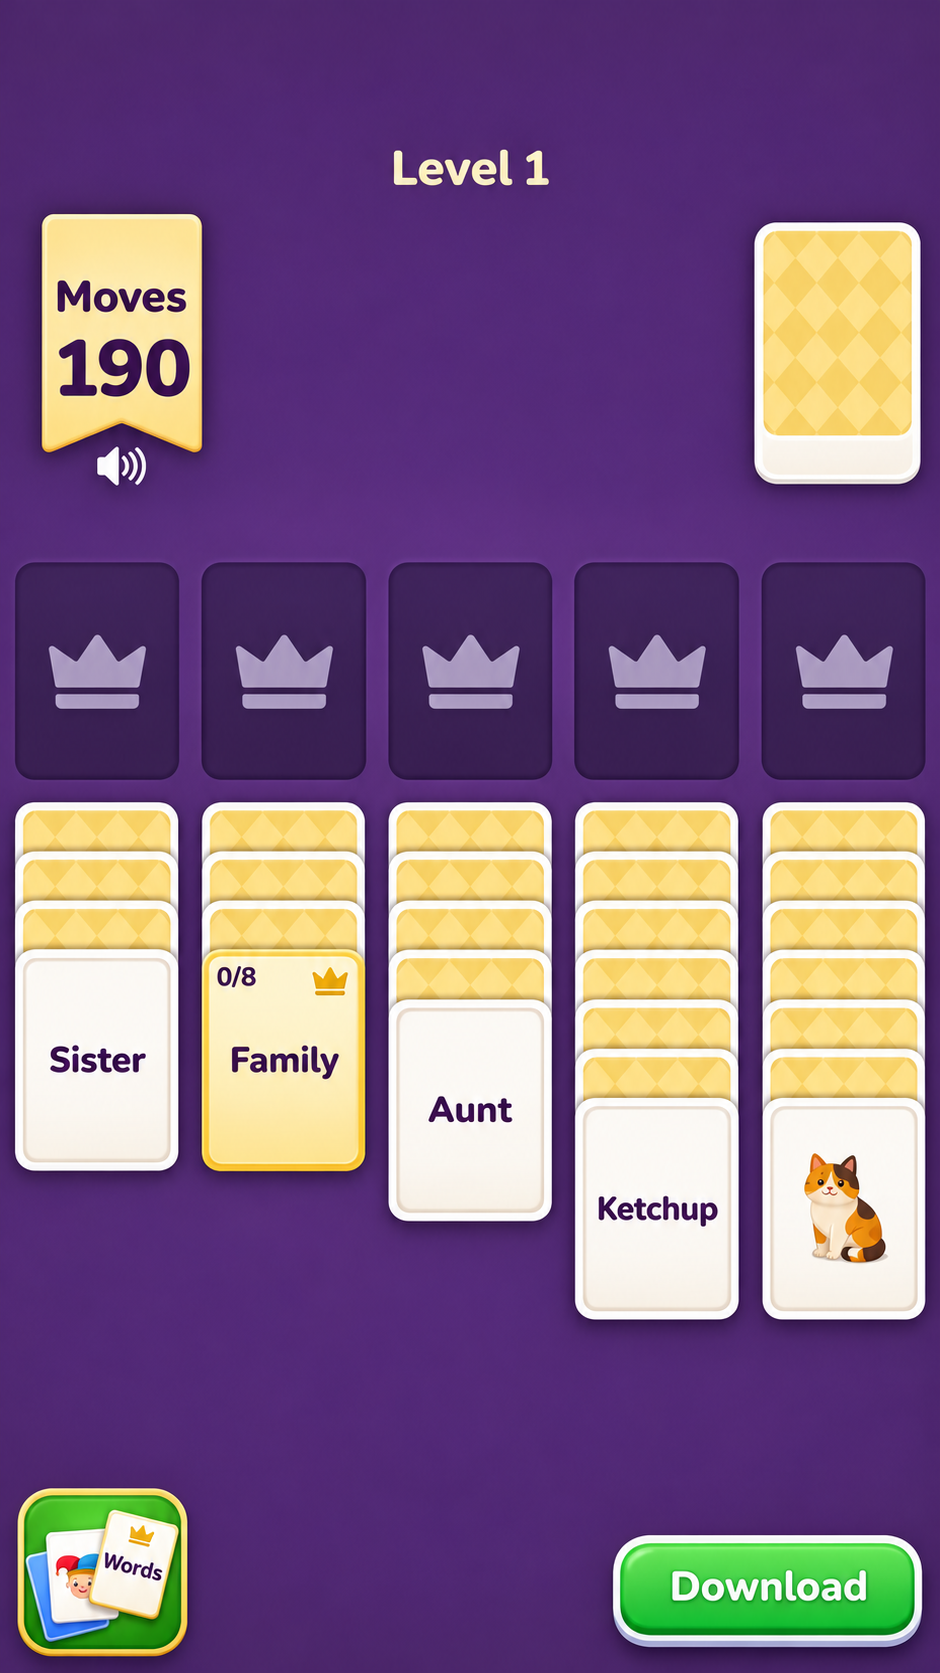 Level 1
Moves
190
0/8
Sister
Family
Aunt
Ketchup
Words
Download